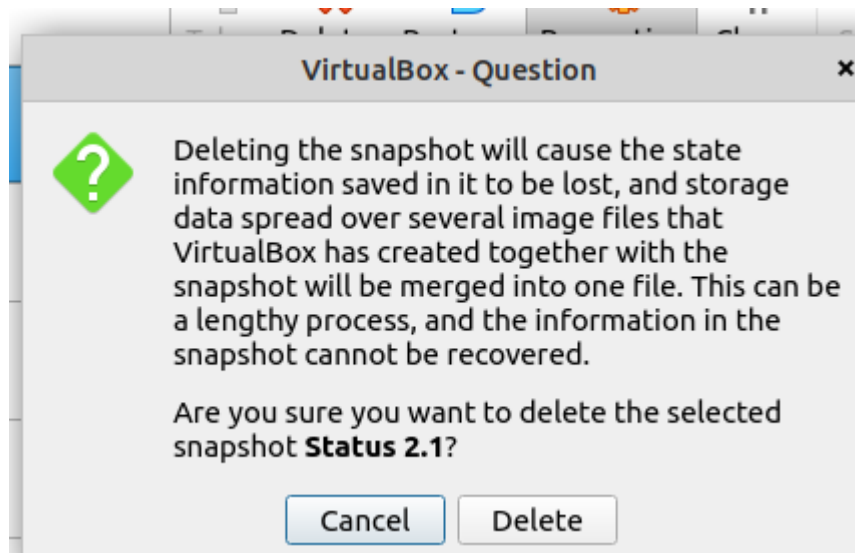 VirtualBox - Question
Deleting the snapshot will cause the state
information saved in it to be lost, and storage
data spread over several image files that
VirtualBox has created together with the
snapshot will be merged into one file. This can be
a lengthy process, and the information in the
snapshot cannot be recovered.
Are you sure you want to delete the selected
snapshot Status 2.1?
Cancel Delete